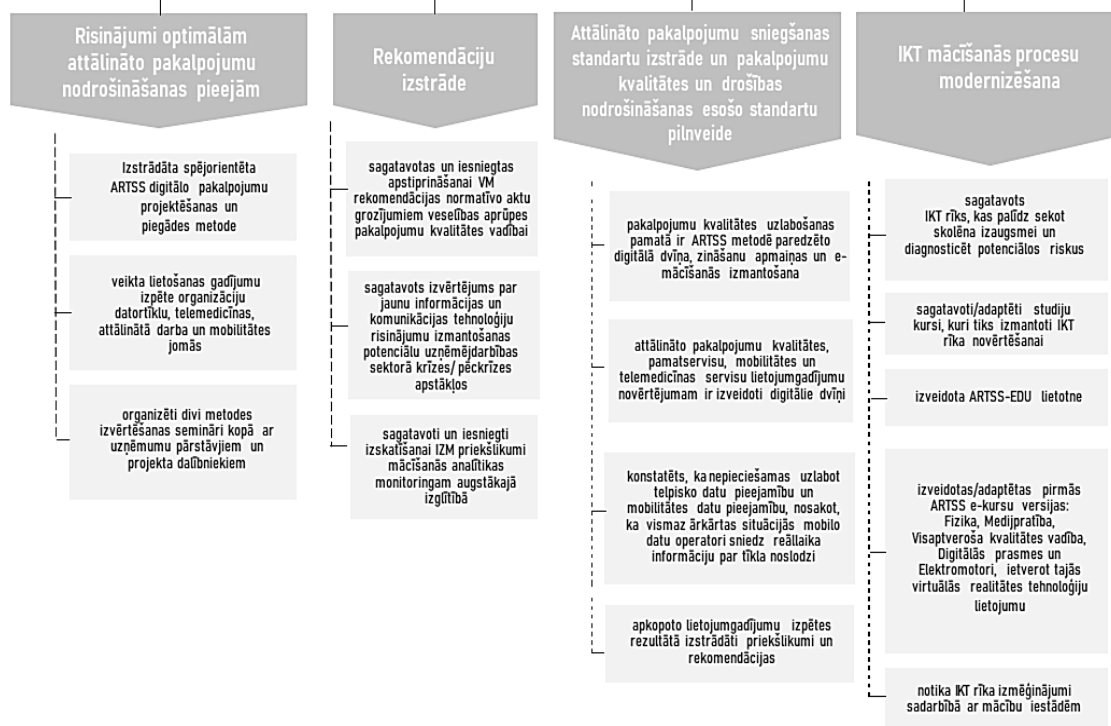 Risinājumi optimālām
attālināto pakalpojumu
nodrošināšanas pieejām
Izstrādāta spējorientēta
ARTSS digitālo pakalpojumu
projektēšanas un
piegādes metode
veikta lietošanas gadījumu
izpēte organizāciju
datortīklu, telemedicīnas,
attālinātā darba un mobilitātes
jomās
organizēti divi metodes
izvērtēšanas semināri kopā ar
uzņēmumu pārstāvjiem un
projekta dalībniekiem
Rekomendāciju
izstrāde
sagatavotas un iesniegtas
apstiprināšanai VM
rekomendācijas normatīvo aktu
grozījumiem veselības aprūpes
pakalpojumu kvalitātes vadībai
sagatavots izvērtējums par
jaunu informācijas un
komunikācijas tehnoloģiju
risinājumu izmantošanas
potenciālu uzņēmējdarbības
sektorā krīzes/pēckrīzes
apstākļos
sagatavoti un iesniegti
izskatīšanai IZM priekšlikumi
mācīšanās analītikas
monitoringam augstākajā
izglītībā
Attālināto pakalpojumu sniegšanas
standartu izstrāde un pakalpojumu
kvalitātes un drošības
nodrošināšanas esošo standartu
pilnveide
pakalpojumu kvalitātes uzlabošanas
pamatā ir ARTSS metodē paredzēto
digitālā dvīņa, zināšanu apmaiņas un e-
mācīšanās izmantošana
attālināto pakalpojumu kvalitātes,
pamatservisu, mobilitātes un
telemedicīnas servisu lietojumgadījumu
novērtējumam ir izveidoti digitālie dvīņi
konstatēts, ka nepieciešamas uzlabot
telpisko datu pieejamību un
mobilitātes datu pieejamību, nosakot,
ka vismaz ārkārtas situācijās mobilo
datu operatori sniedz reāllaika
informāciju par tīkla noslodzi
apkopoto lietojumgadījumu izpētes
rezultātā izstrādāti priekšlikumi un
rekomendācijas
IKT mācīšanās procesu
modernizēšana
sagatavots
IKT rīks, kas palīdz sekot
skolēna izaugsmei un
diagnosticēt potenciālos riskus
sagatavoti/adaptēti studiju
kursi, kuri tiks izmantoti IKT
rīka novērtēšanai
izveidota ARTSS-EDU lietotne
izveidotas/adaptētas pirmās
ARTSS e-kursu versijas:
Fizika, Medijpratība,
Visaptveroša kvalitātes vadība,
Digitālās prasmes un
Elektromotori, ietverot tajās
virtuālās realitātes tehnoloģiju
lietojumu
notika IKT rīka izmēģinājumi
sadarbībā ar mācību iestādēm